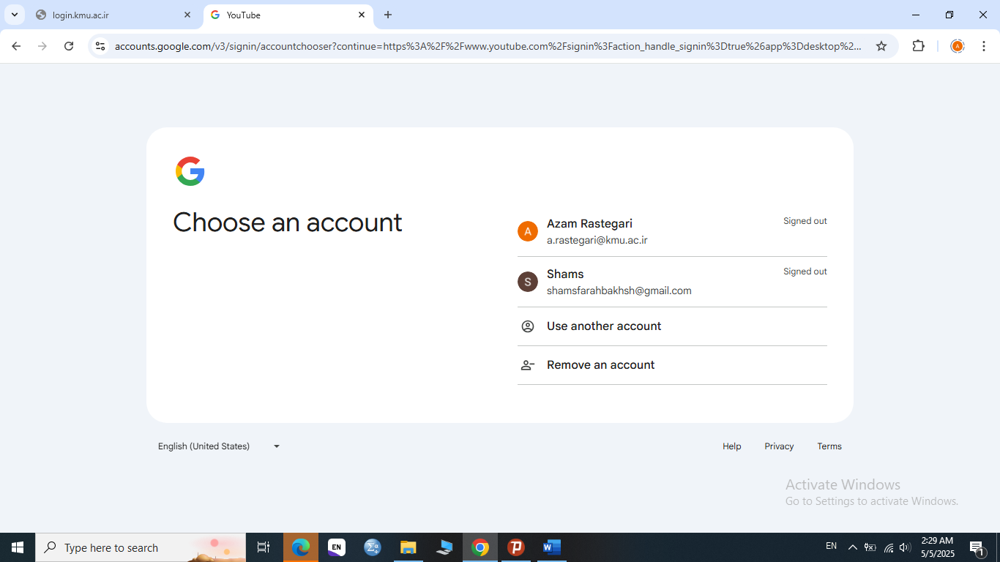 login.kmu.ac.ir
YouTube
accounts.google.com/v3/signin/accountchooser?continue=https%3A%2F%2Fwww.youtube.com%2Fsignin%3Faction_handle_signin%3Dtrue%26app%3Ddesktop%2...
A
Choose an account
A
Azam Rastegari
Signed out
a.rastegari@kmu.ac.ir
S
Shams
Signed out
shamsfarahbakhsh@gmail.com
Use another account
Remove an account
English (United States)
Help
Privacy
Terms
Activate Windows
Go to Settings to activate Windows.
Type here to search
EN
EN
2:29 AM
5/5/2025
1